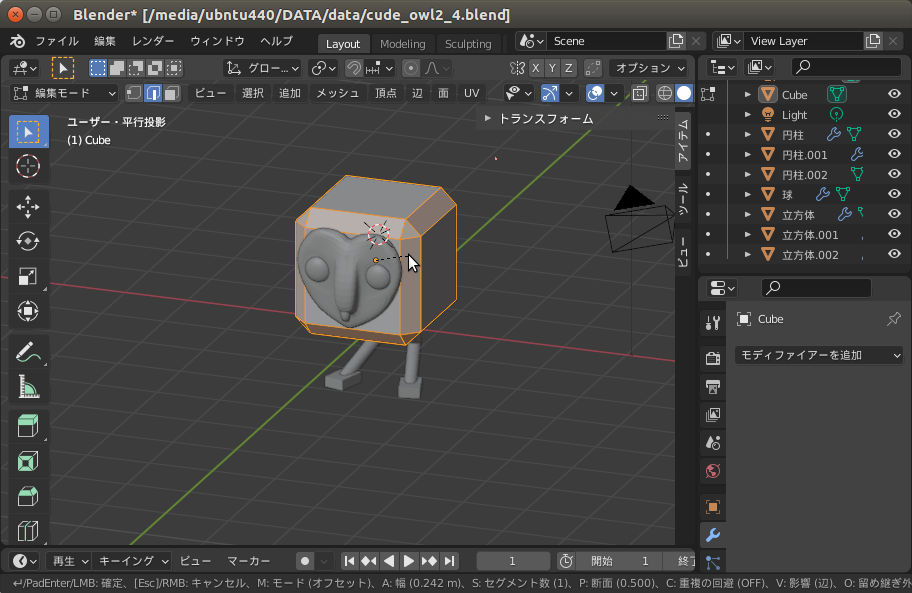 Blender* [/media/ubntu440/DATA/data/cude_owl2_4.blend]
ファイル 編集 レンダー ウィンドウ ヘルプ Layout Modeling Sculpting Scene View Layer
グロー... X Y Z オプション
編集モード ビュー 選択 追加 メッシュ 頂点 辺 面 UV
ユーザー・平行投影
(1) Cube
トランスフォーム
アイテム
ツール
ビュー
Cube
Light
円柱
円柱.001
円柱.002
球
立方体
立方体.001
立方体.002
Cube
モディファイアーを追加
再生 キーイング ビュー マーカー 1 開始 1 終了
↵/PadEnter/LMB: 確定、[Esc]/RMB: キャンセル、M: モード (オフセット)、A: 幅 (0.242 m)、S: セグメント数 (1)、P: 断面 (0.500)、C: 重複の回避 (OFF)、V: 影響 (辺)、O: 留め継ぎ外